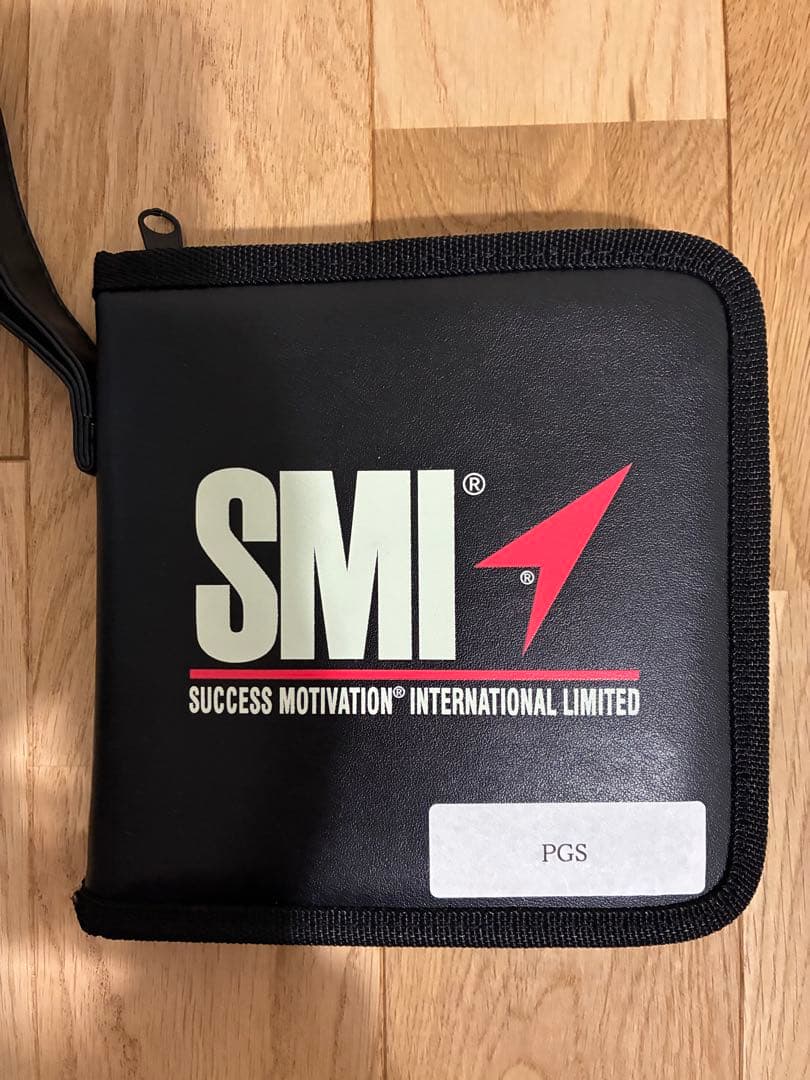 SMI®
®
SUCCESS MOTIVATION® INTERNATIONAL LIMITED
PGS